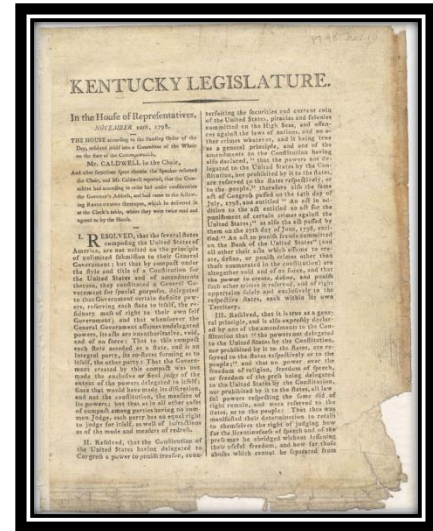 KENTUCKY LEGISLATURE.
In the House of Representatives,
NOVEMBER 10th, 1798.
THE HOUSE according to the standing Order of the
Day, resolved itself into a Committee of the Whole
on the state of the Commonwealth,
Mr. CALDWELL in the Chair,
And after sometime spent therein the Speaker resumed
the Chair, and Mr. Caldwell reported, that the Com-
mittee had according to order had under consideration
the Governor's Address, and had come to the follow-
ing RESOLUTIONS thereupon, which he delivered in
at the Clerk's table, where they were twice read and
agreed to by the House.
I. RESOLVED, that the several states
composing the United States of
America, are not united on the principle
of unlimited submission to their General
Government; but that by compact under
the style and title of a Constitution for
the United States and of amendments
thereto, they constituted a General Go-
vernment for special purposes, delegated
to that Government certain definite pow-
ers, reserving each state to itself, the re-
siduary mass of right to their own self
Government; and that whensoever the
General Government assumes undelegated
powers, its acts are unauthoritative, void,
and of no force: That to this compact
each state acceded as a state, and is an
integral party, its co-states forming as to
itself, the other party: That the Govern-
ment created by this compact was not
made the exclusive or final judge of the
extent of the powers delegated to itself;
since that would have made its discretion,
and not the constitution, the measure of
its powers; but that as in all other cases
of compact among parties having no com-
mon Judge, each party has an equal right
to judge for itself, as well of infractions
as of the mode and measure of redress.
II. Resolved, that the Constitution of
the United States having delegated to
Congress a power to punish treason, coun-
terfeiting the securities and current coin
of the United States, piracies and felonies
committed on the High Seas, and offen-
ces against the laws of nations, and no o-
ther crimes whatever, and it being true
as a general principle, and one of the
amendments to the Constitution having
also declared, "that the powers not de-
legated to the United States by the Consti-
tution, nor prohibited by it to the states,
are reserved to the states respectively, or
to the people," therefore also the same
act of Congress passed on the 14th day of
July, 1798, and entitled "An act in ad-
dition to the act entitled an act for the
punishment of certain crimes against the
United States;" as also the act passed by
them on the 27th day of June, 1798, enti-
tled "An act to punish frauds committed
on the Bank of the United States" (and
all other their acts which assume to cre-
ate, define, or punish crimes other than
those enumerated in the constitution) are
altogether void and of no force, and that
the power to create, define, and punish
such other crimes is reserved, and of right
appertains solely and exclusively to the
respective states, each within its own
Territory.
III. Resolved, that it is true as a gene-
ral principle, and is also expressly declar-
ed by one of the amendments to the Con-
stitution that "the powers not delegated
to the United States by the Constitution,
nor prohibited by it to the states, are re-
served to the states respectively or to the
people;" and that no power over the
freedom of religion, freedom of speech,
or freedom of the press being delegated
to the United States by the Constitution,
nor prohibited by it to the states, all law
ful powers respecting the same did of
right remain, and were reserved to the
states, or to the people: That thus was
manifested their determination to retain
to themselves the right of judging how
far the licentiousness of speech and of the
press may be abridged without lessening
their useful freedom, and how far those
abuses which cannot be separated from